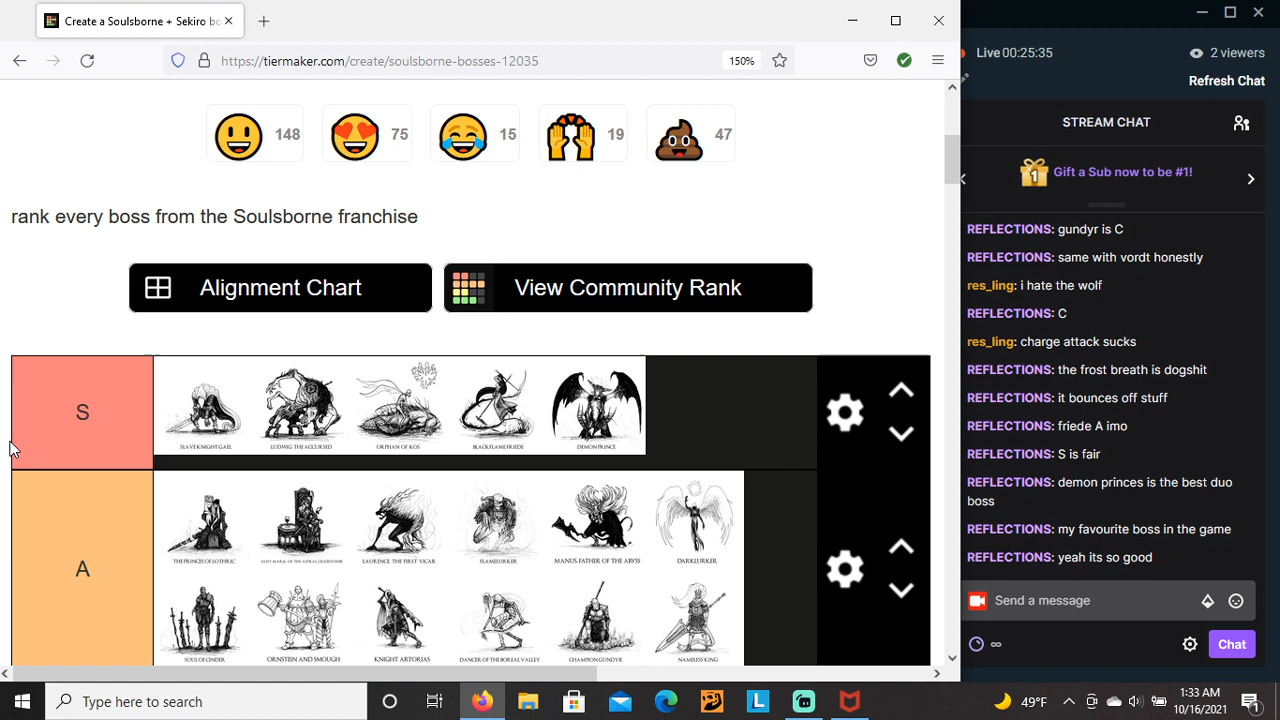 Create a Soulsborne + Sekiro bo
https://tiermaker.com/create/soulsborne-bosses-12035
150%
148
75
15
19
47
rank every boss from the Soulsborne franchise
Alignment Chart
View Community Rank
S
SLAVE KNIGHT GAEL
LUDWIG THE ACCURSED
ORPHAN OF KOS
BLACKFLAME FRIEDE
DEMON PRINCE
A
THE PRINCES OF LOTHRIC
LADY MARIA OF THE ASTRAL CLOCKTOWER
LAURENCE, THE FIRST VICAR
FLAMELURKER
MANUS FATHER OF THE ABYSS
DARKLURKER
SOUL OF CINDER
ORNSTEIN AND SMOUGH
KNIGHT ARTORIAS
DANCER OF THE BOREAL VALLEY
CHAMPION GUNDYR
NAMELESS KING
Live 00:25:35
2 viewers
Refresh Chat
STREAM CHAT
1
Gift a Sub now to be #1!
REFLECTIONS: gundyr is C
REFLECTIONS: same with vordt honestly
res_ling: i hate the wolf
REFLECTIONS: C
res_ling: charge attack sucks
REFLECTIONS: the frost breath is dogshit
REFLECTIONS: it bounces off stuff
REFLECTIONS: friede A imo
REFLECTIONS: S is fair
REFLECTIONS: demon princes is the best duo
boss
REFLECTIONS: my favourite boss in the game
REFLECTIONS: yeah its so good
Send a message
∞
Chat
Type here to search
L
49°F
1:33 AM
10/16/2021
1